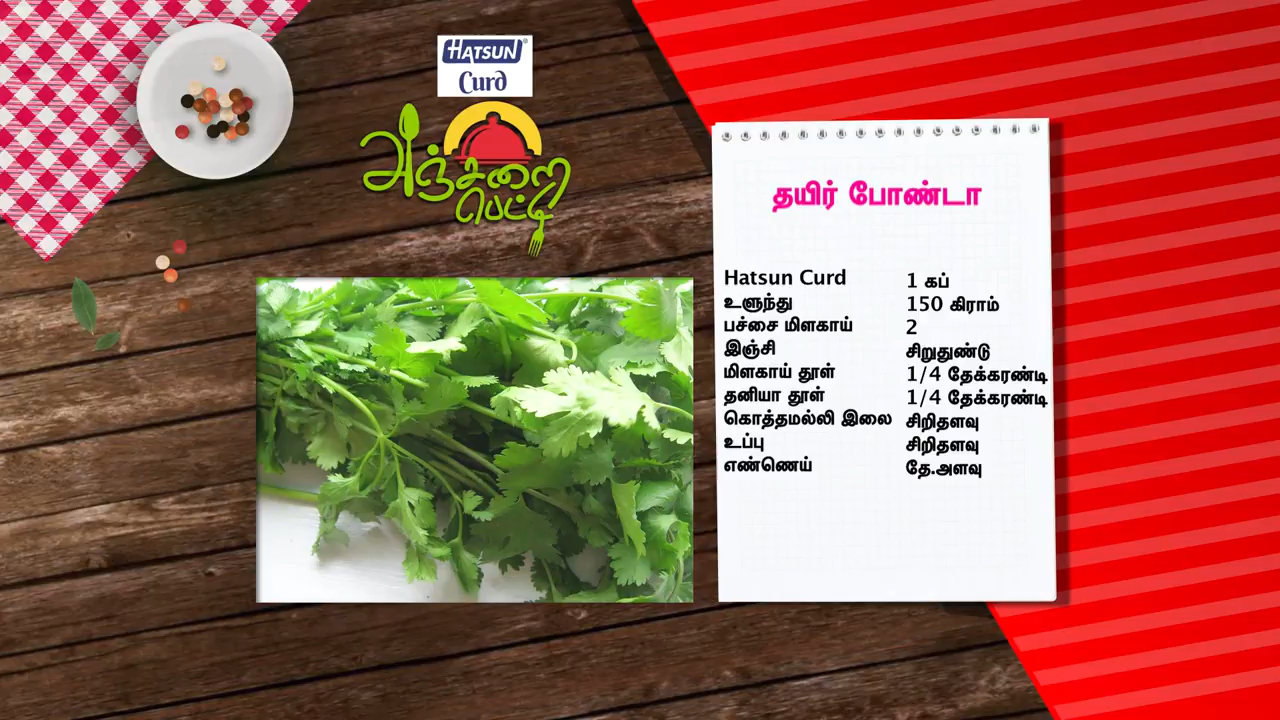 HATSUN
Curd
அஞ்சறை
பெட்டி
தயிர் போண்டா
Hatsun Curd 1 கப்
உளுந்து 150 கிராம்
பச்சை மிளகாய் 2
இஞ்சி சிறுதுண்டு
மிளகாய் தூள் 1/4 தேக்கரண்டி
தனியா தூள் 1/4 தேக்கரண்டி
கொத்தமல்லி இலை சிறிதளவு
உப்பு சிறிதளவு
எண்ணெய் தே.அளவு